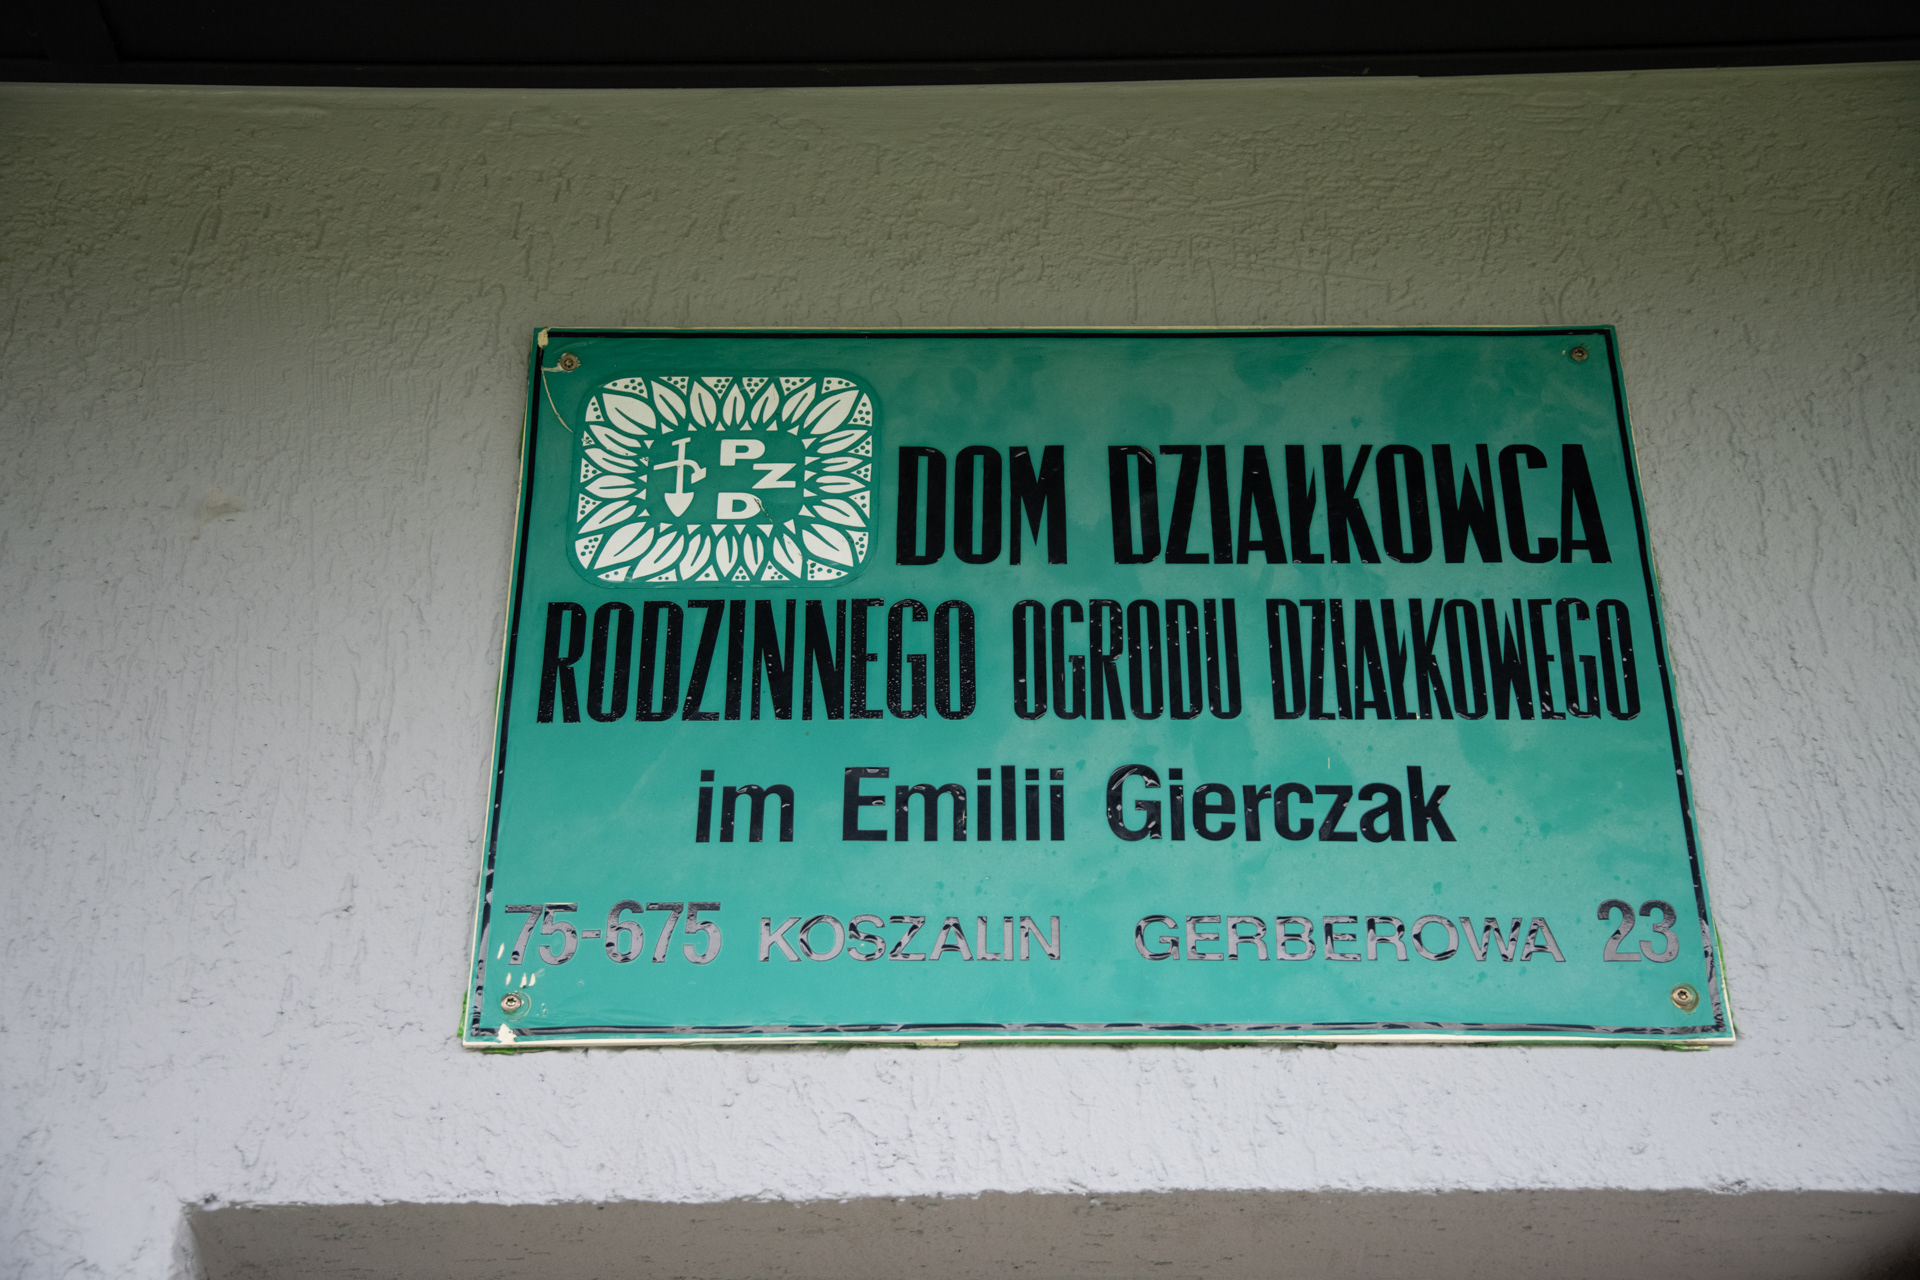 PZD
DOM DZIAŁKOWCA
RODZINNEGO OGRODU DZIAŁKOWEGO
im Emilii Gierczak
75-675 KOSZALIN GERBEROWA 23